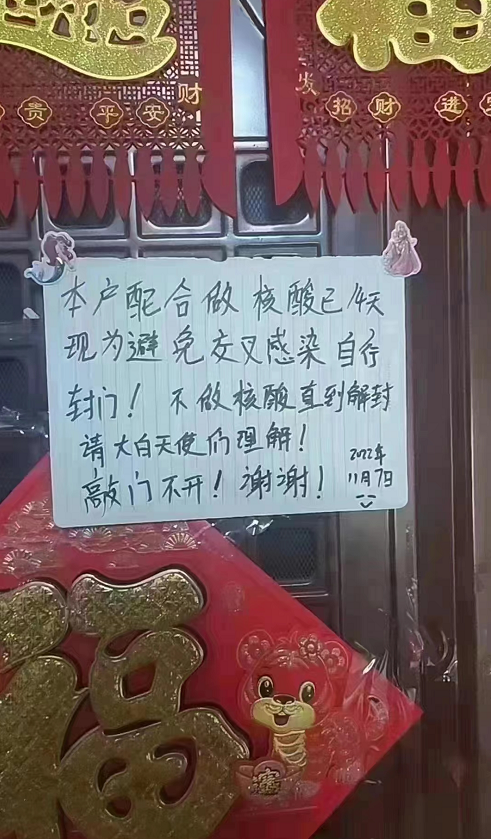 福
贵 平安 财
发 招财 进宝
本户配合做核酸已14天
现为避免交叉感染自行
封门！不做核酸直到解封
请大白天使们理解！
敲门不开！谢谢！
2022年
11月7日
福